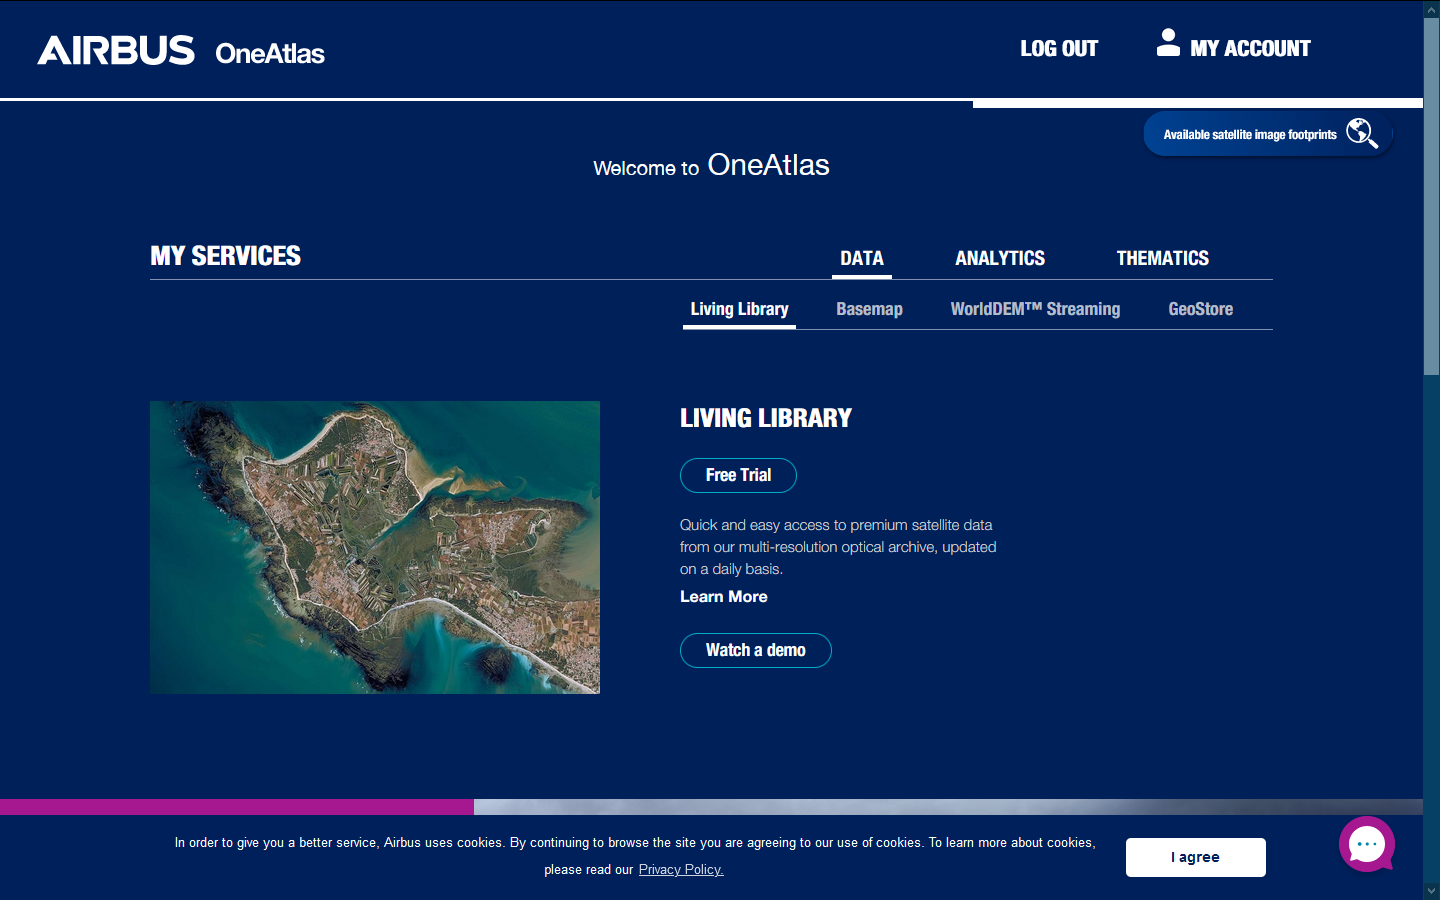 AIRBUS OneAtlas
LOG OUT
MY ACCOUNT
Available satellite image footprints
Welcome to OneAtlas
MY SERVICES
DATA
ANALYTICS
THEMATICS
Living Library
Basemap
WorldDEM™ Streaming
GeoStore
LIVING LIBRARY
Free Trial
Quick and easy access to premium satellite data
from our multi-resolution optical archive, updated
on a daily basis.
Learn More
Watch a demo
In order to give you a better service, Airbus uses cookies. By continuing to browse the site you are agreeing to our use of cookies. To learn more about cookies,
please read our Privacy Policy.
I agree